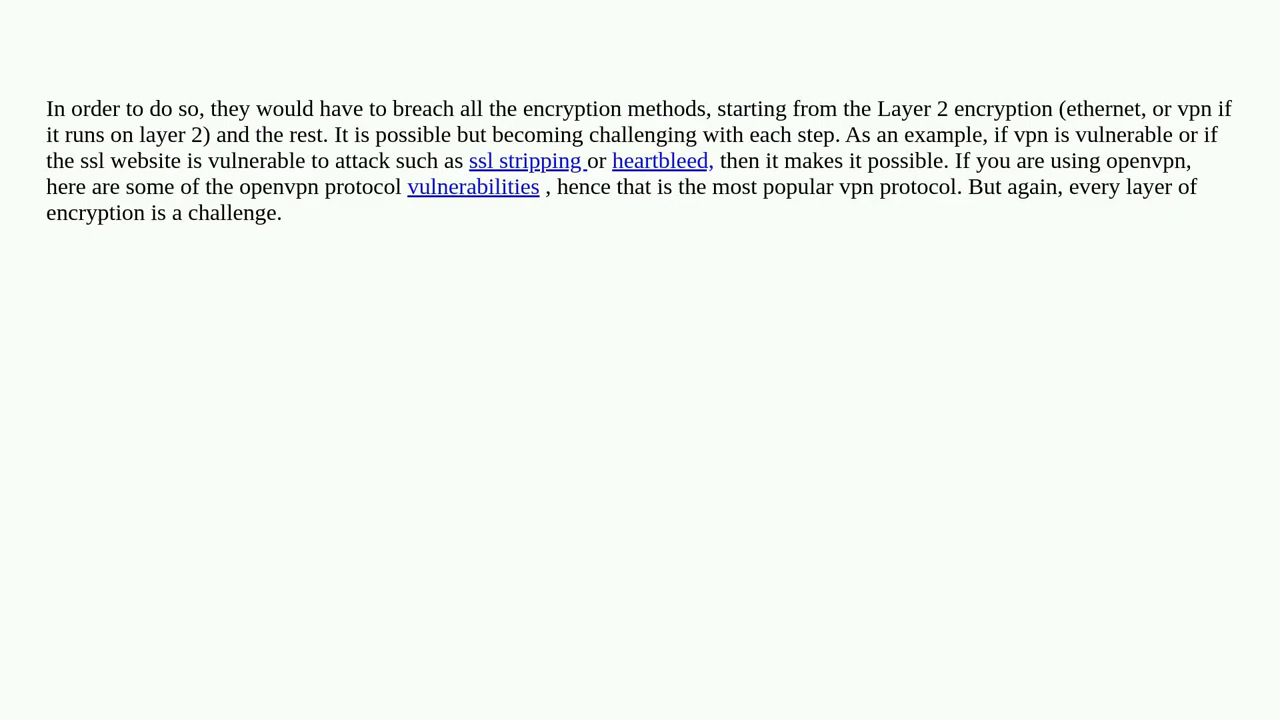 In order to do so, they would have to breach all the encryption methods, starting from the Layer 2 encryption (ethernet, or vpn if
it runs on layer 2) and the rest. It is possible but becoming challenging with each step. As an example, if vpn is vulnerable or if
the ssl website is vulnerable to attack such as ssl stripping or heartbleed, then it makes it possible. If you are using openvpn,
here are some of the openvpn protocol vulnerabilities , hence that is the most popular vpn protocol. But again, every layer of
encryption is a challenge.